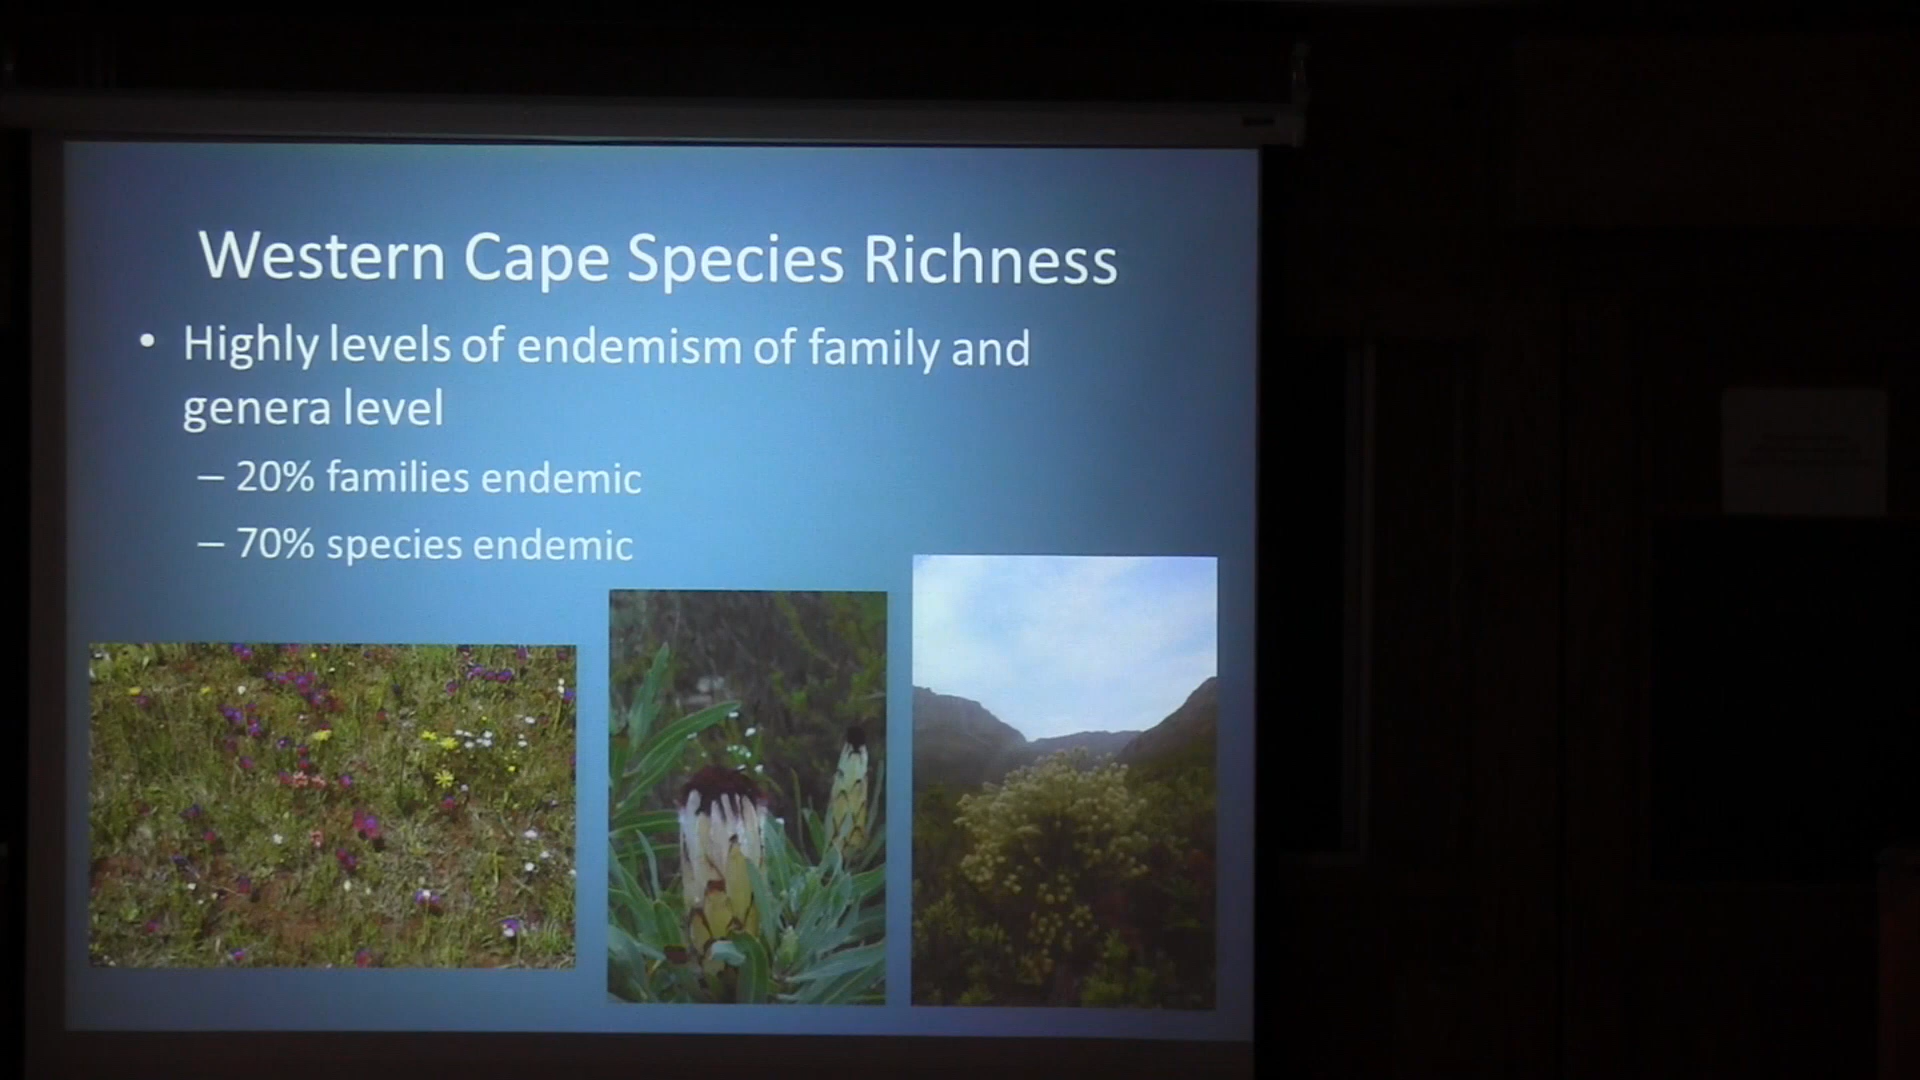 Western Cape Species Richness
• Highly levels of endemism of family and
genera level
– 20% families endemic
– 70% species endemic